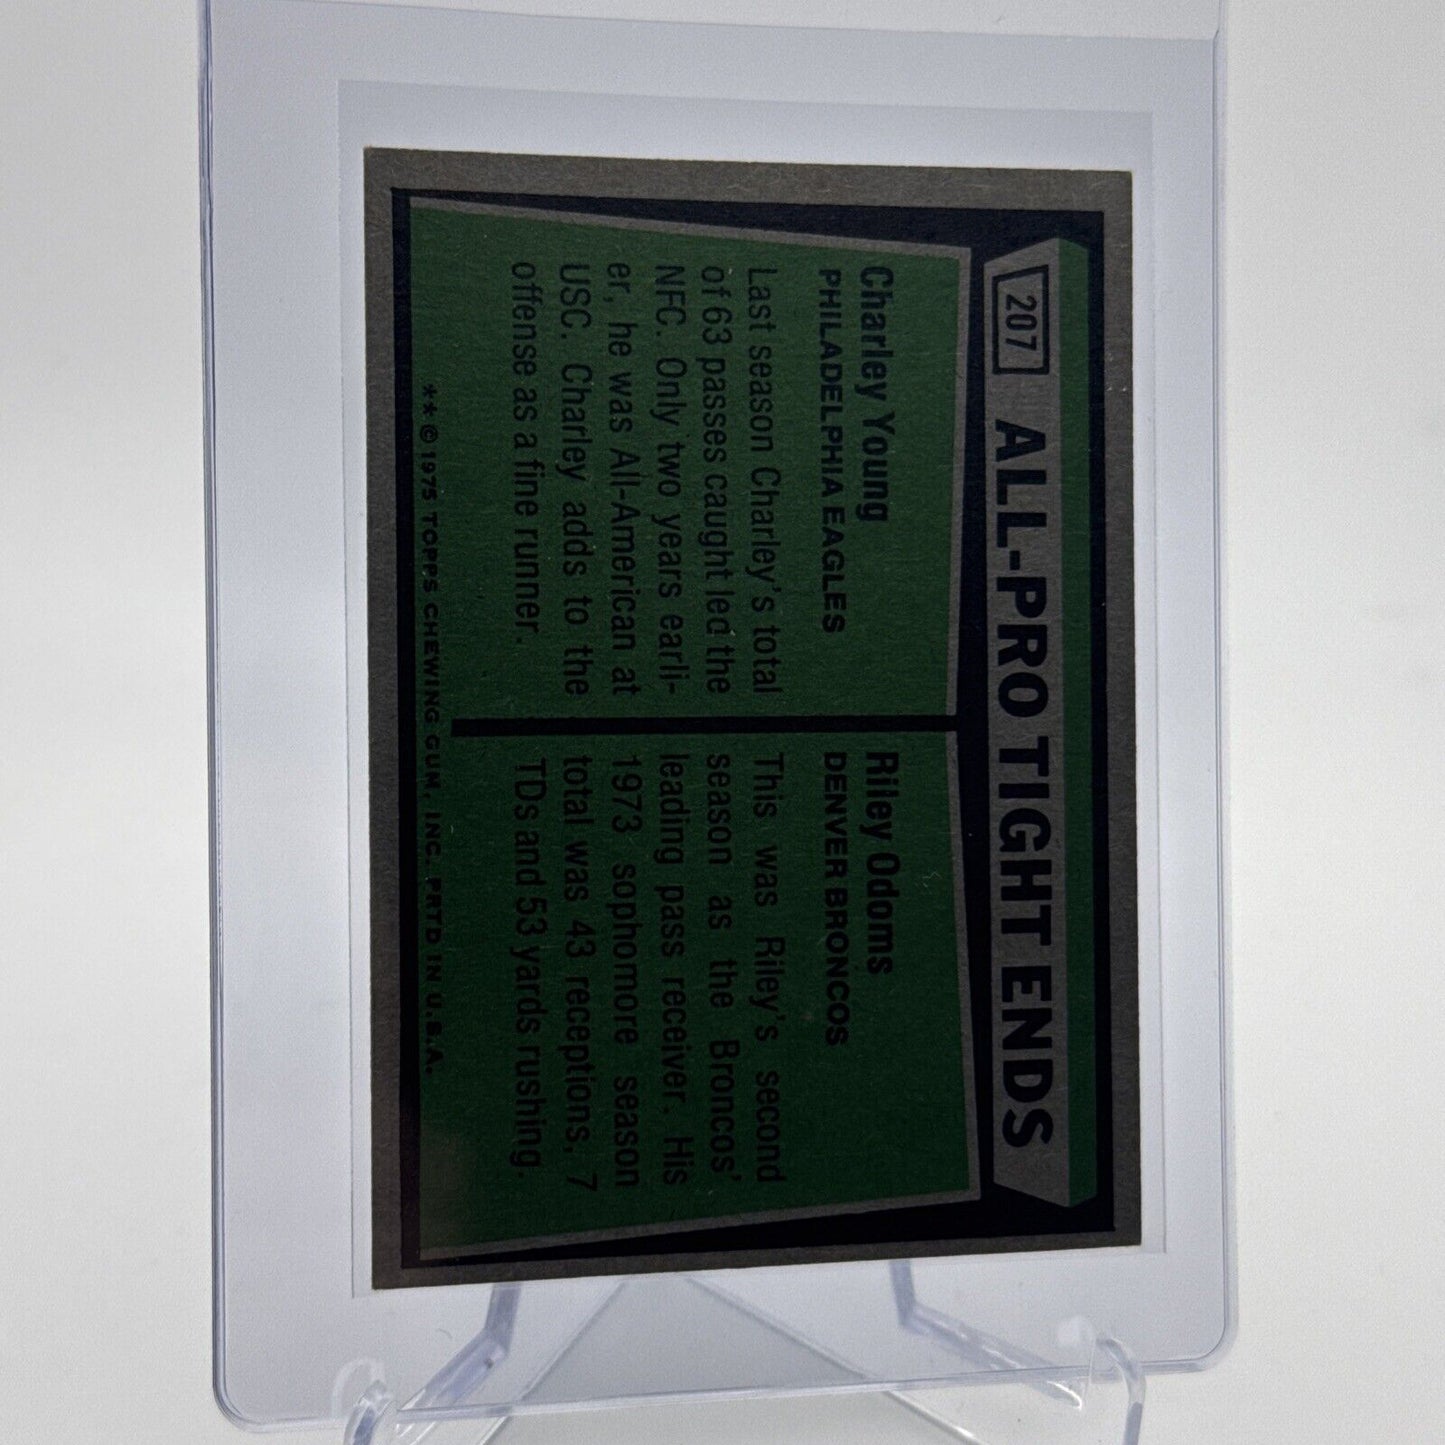 207 ALL-PRO TIGHT ENDS
Charley Young
PHILADELPHIA EAGLES
Last season Charley's total
of 63 passes caught led the
NFC. Only two years earli-
er, he was All-American at
USC. Charley adds to the
offense as a fine runner.
Riley Odoms
DENVER BRONCOS
This was Riley's second
season as the Broncos'
leading pass receiver. His
1973 sophomore season
total was 43 receptions, 7
TDs and 53 yards rushing.
**© 1975 TOPPS CHEWING GUM, INC. PRTD IN U.S.A.